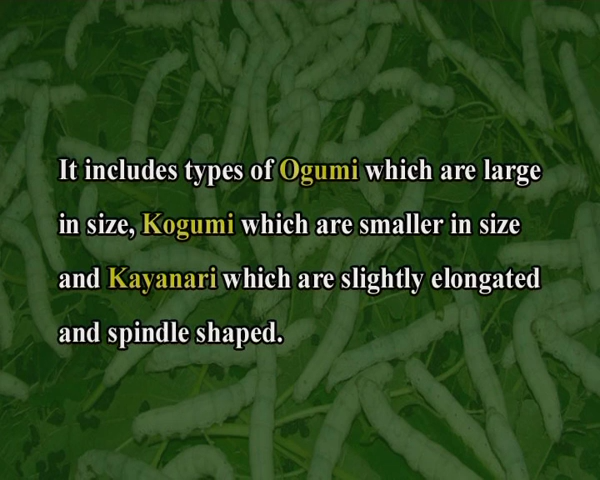 It includes types of Ogumi which are large
in size, Kogumi which are smaller in size
and Kayanari which are slightly elongated
and spindle shaped.